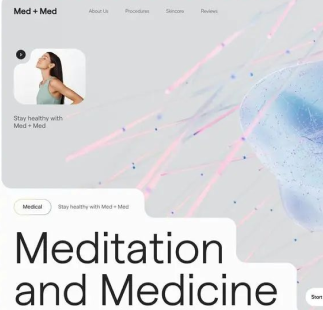 Med + Med
About Us
Procedures
Skincare
Reviews
Stay healthy with
Med + Med
Medical
Stay healthy with Med + Med
Meditation
and Medicine